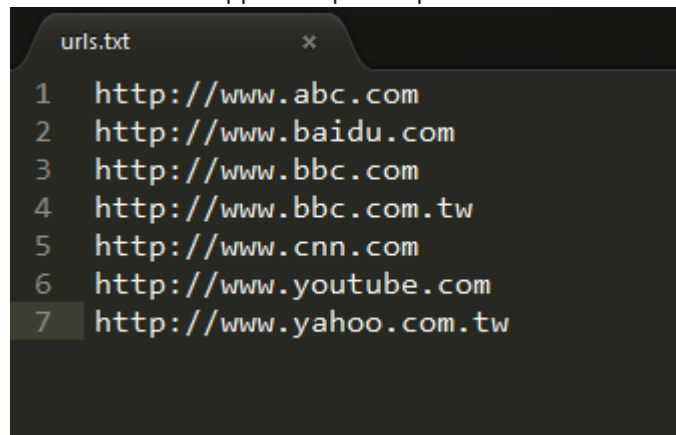 urls.txt ×
1 http://www.abc.com
2 http://www.baidu.com
3 http://www.bbc.com
4 http://www.bbc.com.tw
5 http://www.cnn.com
6 http://www.youtube.com
7 http://www.yahoo.com.tw